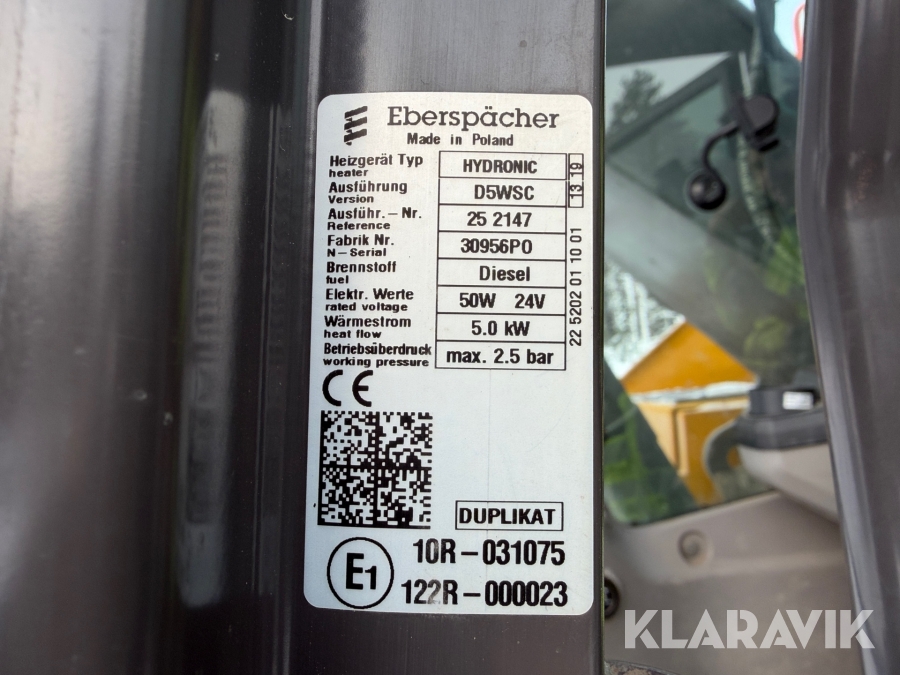 Eberspächer
Made in Poland
Heizgerät Typ HYDRONIC
heater
Ausführung D5WSC
Version
Ausführ.-Nr. 25 2147
Reference
Fabrik Nr. 30956P0
N-Serial
Brennstoff Diesel
fuel
Elektr. Werte 50W 24V
rated voltage
Wärmestrom 5.0 kW
heat flow
Betriebsüberdruck max. 2.5 bar
working pressure
13 19
22 5202 01 10 01
CE
DUPLIKAT
E1
10R-031075
122R-000023
KLARAVIK